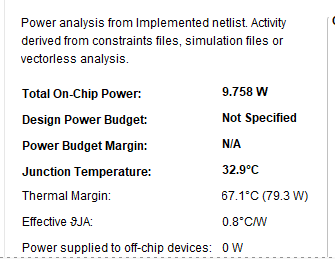 Power analysis from Implemented netlist. Activity
derived from constraints files, simulation files or
vectorless analysis.
Total On-Chip Power: 9.758 W
Design Power Budget: Not Specified
Power Budget Margin: N/A
Junction Temperature: 32.9°C
Thermal Margin: 67.1°C (79.3 W)
Effective ϑJA: 0.8°C/W
Power supplied to off-chip devices: 0 W